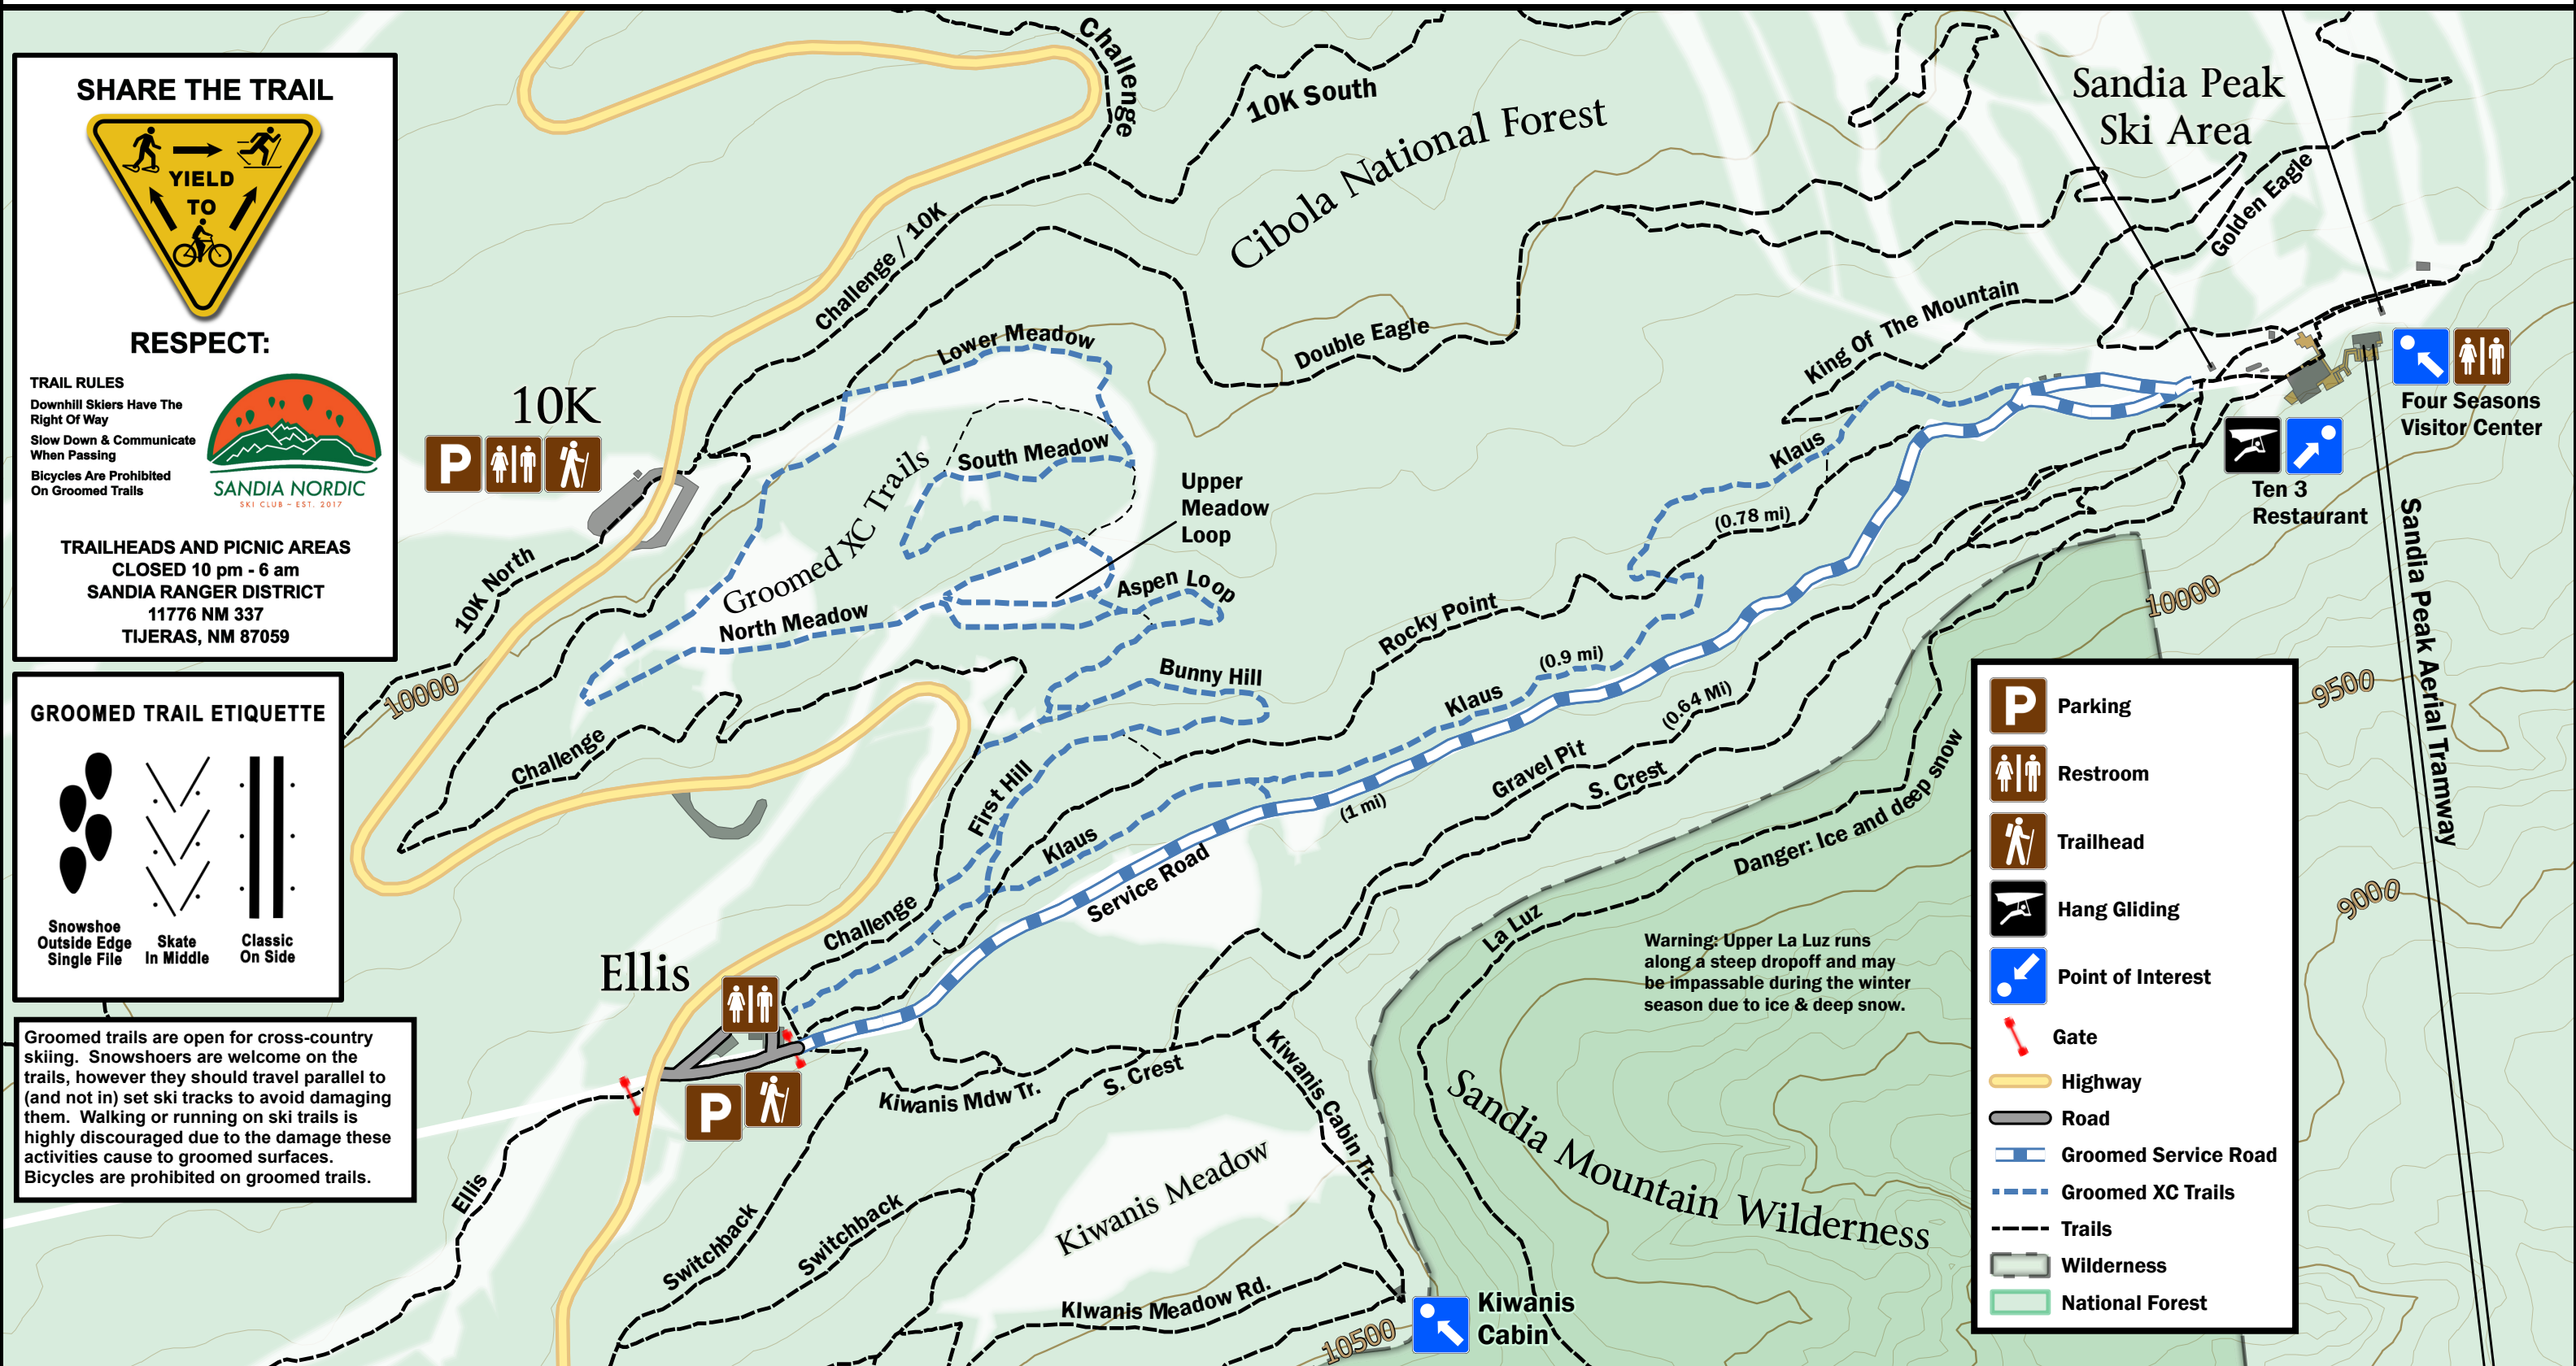 SHARE THE TRAIL
YIELD
TO
RESPECT:
TRAIL RULES
Downhill Skiers Have The
Right Of Way
Slow Down & Communicate
When Passing
Bicycles Are Prohibited
On Groomed Trails
SANDIA NORDIC
SKI CLUB ~ EST. 2017
TRAILHEADS AND PICNIC AREAS
CLOSED 10 pm - 6 am
SANDIA RANGER DISTRICT
11776 NM 337
TIJERAS, NM 87059
GROOMED TRAIL ETIQUETTE
Snowshoe
Outside Edge
Single File
Skate
In Middle
Classic
On Side
Groomed trails are open for cross-country
skiing. Snowshoers are welcome on the
trails, however they should travel parallel to
(and not in) set ski tracks to avoid damaging
them. Walking or running on ski trails is
highly discouraged due to the damage these
activities cause to groomed surfaces.
Bicycles are prohibited on groomed trails.
Challenge
10K South
Cibola National Forest
Sandia Peak
Ski Area
Golden Eagle
Challenge / 10K
Lower Meadow
Double Eagle
King Of The Mountain
Four Seasons
Visitor Center
10K
P
South Meadow
Groomed XC Trails
Upper
Meadow
Loop
Klaus
(0.78 mi)
Ten 3
Restaurant
Sandia Peak Aerial Tramway
10K North
North Meadow
Aspen Loop
Rocky Point
10000
10000
9500
9000
Bunny Hill
(0.9 mi)
Klaus
(0.64 Mi)
Challenge
First Hill
Gravel Pit
S. Crest
(1 mi)
Klaus
Service Road
Danger: Ice and deep snow
La Luz
Warning: Upper La Luz runs
along a steep dropoff and may
be impassable during the winter
season due to ice & deep snow.
Challenge
Ellis
P
Kiwanis Mdw Tr.
S. Crest
Kiwanis Cabin Tr.
Sandia Mountain Wilderness
Ellis
Switchback
Switchback
Kiwanis Meadow
KIwanis Meadow Rd.
10500
Kiwanis
Cabin
P
Parking
Restroom
Trailhead
Hang Gliding
Point of Interest
Gate
Highway
Road
Groomed Service Road
Groomed XC Trails
Trails
Wilderness
National Forest